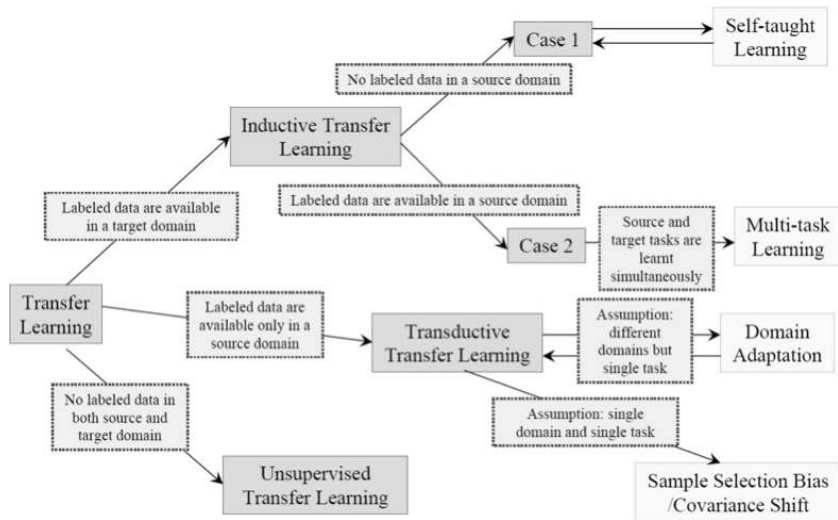 Case 1
Self-taught
Learning
No labeled data in a source domain
Inductive Transfer
Learning
Labeled data are available
in a target domain
Labeled data are available in a source domain
Case 2
Source and
target tasks are
learnt
simultaneously
Multi-task
Learning
Transfer
Learning
Labeled data are
available only in a
source domain
Transductive
Transfer Learning
Assumption:
different
domains but
single task
Domain
Adaptation
No labeled data in
both source and
target domain
Assumption: single
domain and single task
Unsupervised
Transfer Learning
Sample Selection Bias
/Covariance Shift